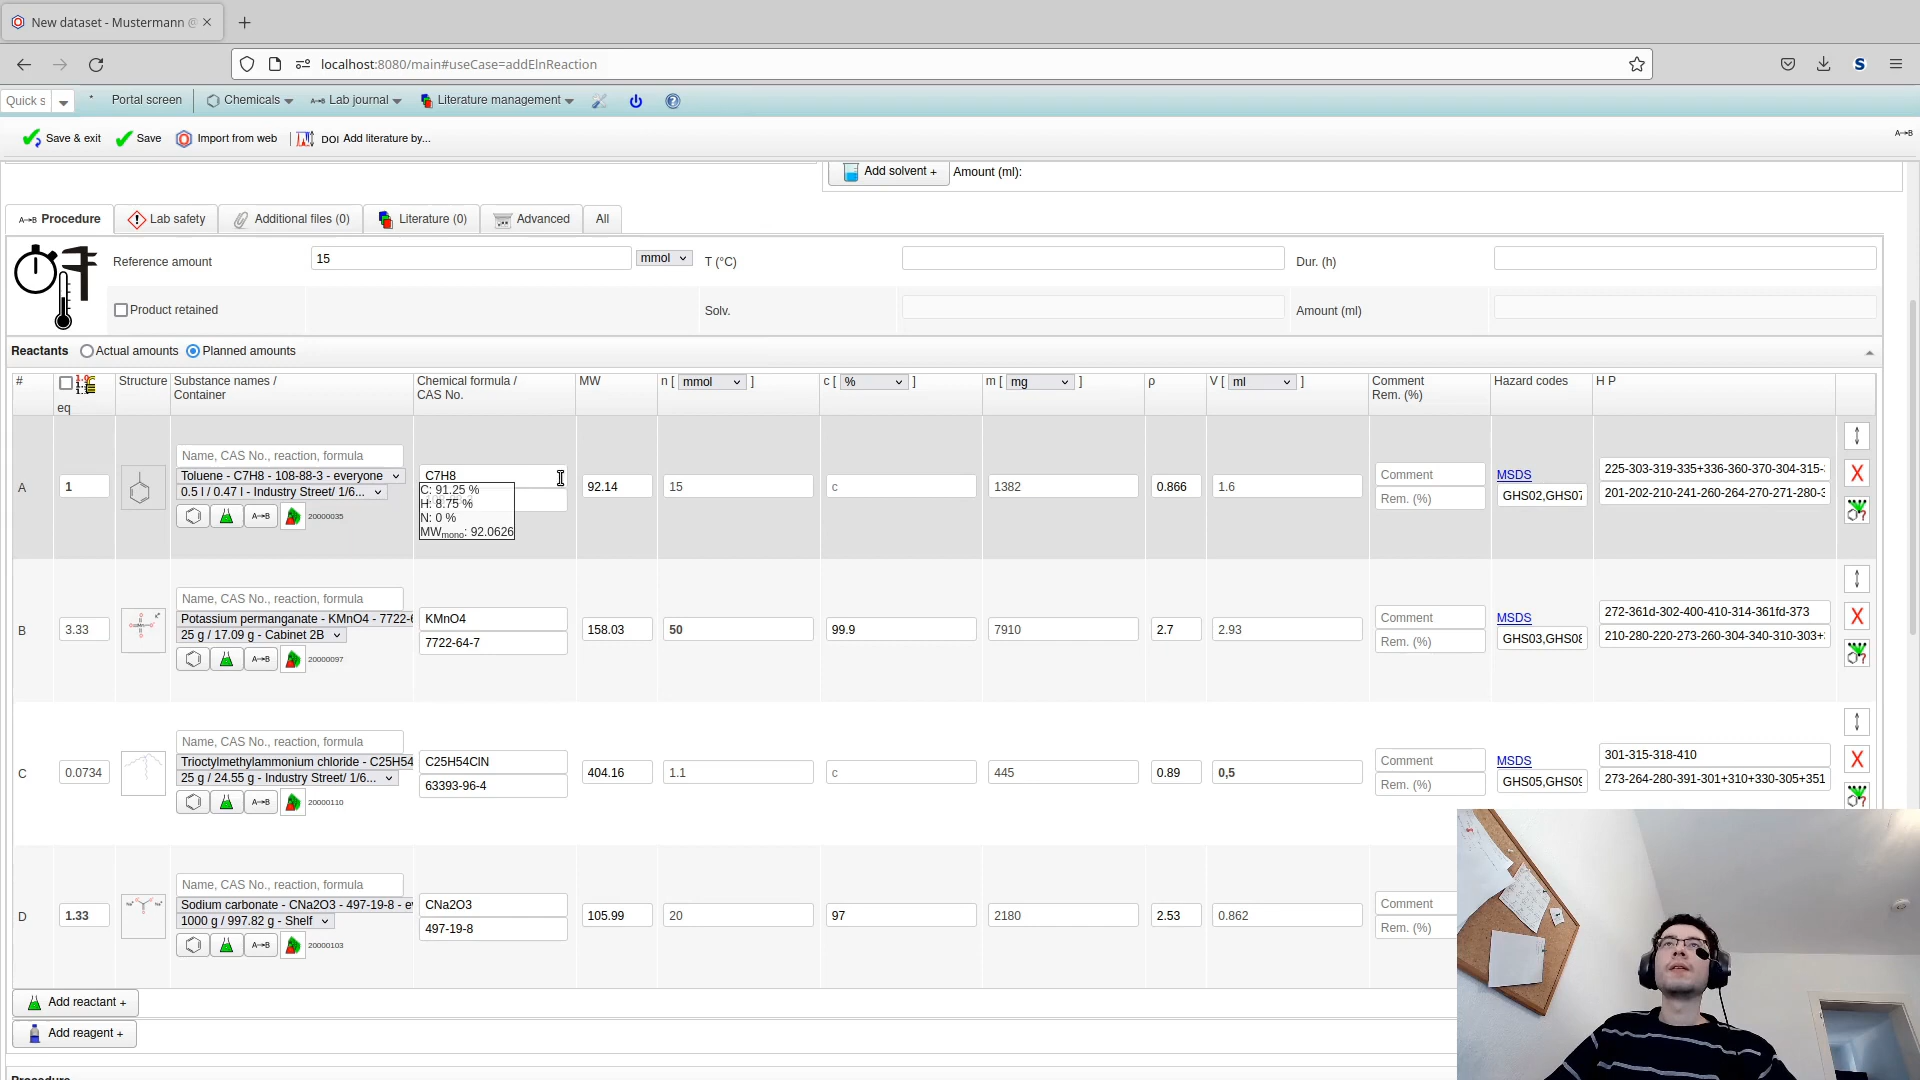 New dataset - Mustermann @
localhost:8080/main#useCase=addElnReaction
Quick s
Portal screen
Chemicals
A→B Lab journal
Literature management
Save & exit
Save
Import from web
DOI Add literature by...
A→B
Add solvent +
Amount (ml):
A→B Procedure
Lab safety
Additional files (0)
Literature (0)
Advanced
All
Reference amount
15
mmol
T (°C)
Dur. (h)
Product retained
Solv.
Amount (ml)
Reactants
Actual amounts
Planned amounts
#
eq
Structure
Substance names /
Container
Chemical formula /
CAS No.
MW
n [ mmol ]
c [ % ]
m [ mg ]
ρ
V [ ml ]
Comment
Rem. (%)
Hazard codes
H P
A
1
Name, CAS No., reaction, formula
Toluene - C7H8 - 108-88-3 - everyone
0.5 l / 0.47 l - Industry Street/ 1/6...
A→B
20000035
C7H8
C: 91.25 %
H: 8.75 %
N: 0 %
MWmono: 92.0626
92.14
15
c
1382
0.866
1.6
Comment
Rem. (%)
MSDS
GHS02,GHS07
225-303-319-335+336-360-370-304-315-
201-202-210-241-260-264-270-271-280-3
B
3.33
Name, CAS No., reaction, formula
Potassium permanganate - KMnO4 - 7722-6
25 g / 17.09 g - Cabinet 2B
A→B
20000097
KMnO4
7722-64-7
158.03
50
99.9
7910
2.7
2.93
Comment
Rem. (%)
MSDS
GHS03,GHS08
272-361d-302-400-410-314-361fd-373
210-280-220-273-260-304-340-310-303+
C
0.0734
Name, CAS No., reaction, formula
Trioctylmethylammonium chloride - C25H54
25 g / 24.55 g - Industry Street/ 1/6...
A→B
20000110
C25H54ClN
63393-96-4
404.16
1.1
c
445
0.89
0,5
Comment
Rem. (%)
MSDS
GHS05,GHS09
301-315-318-410
273-264-280-391-301+310+330-305+351
D
1.33
Name, CAS No., reaction, formula
Sodium carbonate - CNa2O3 - 497-19-8 - e
1000 g / 997.82 g - Shelf
A→B
20000103
CNa2O3
497-19-8
105.99
20
97
2180
2.53
0.862
Comment
Rem. (%)
Add reactant +
Add reagent +
Procedure